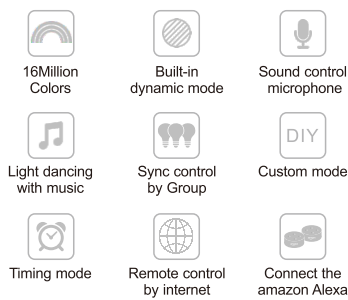 16Million
Colors
Built-in
dynamic mode
Sound control
microphone
Light dancing
with music
Sync control
by Group
DIY
Custom mode
Timing mode
Remote control
by internet
Connect the
amazon Alexa